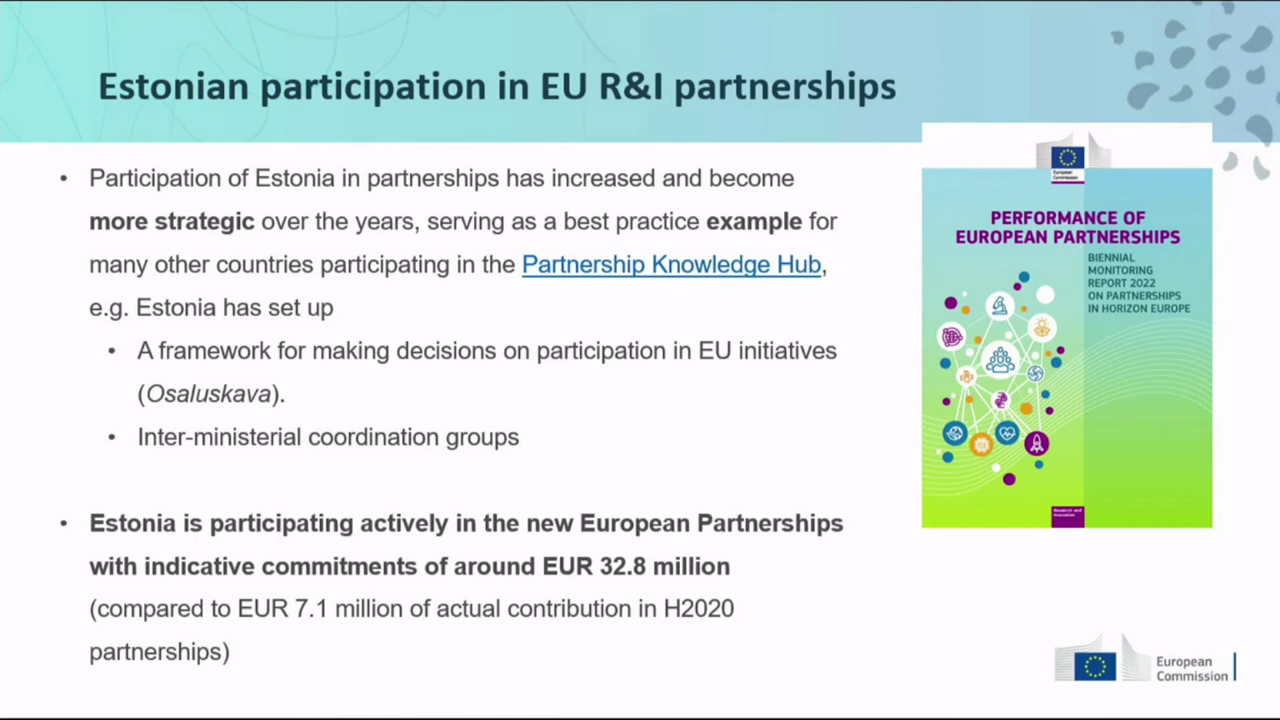 Estonian participation in EU R&I partnerships
• Participation of Estonia in partnerships has increased and become
more strategic over the years, serving as a best practice example for
many other countries participating in the Partnership Knowledge Hub,
e.g. Estonia has set up
• A framework for making decisions on participation in EU initiatives
(Osaluskava).
• Inter-ministerial coordination groups
• Estonia is participating actively in the new European Partnerships
with indicative commitments of around EUR 32.8 million
(compared to EUR 7.1 million of actual contribution in H2020
partnerships)
European
Commission
PERFORMANCE OF
EUROPEAN PARTNERSHIPS
BIENNIAL
MONITORING
REPORT 2022
ON PARTNERSHIPS
IN HORIZON EUROPE
Research and
Innovation
European
Commission